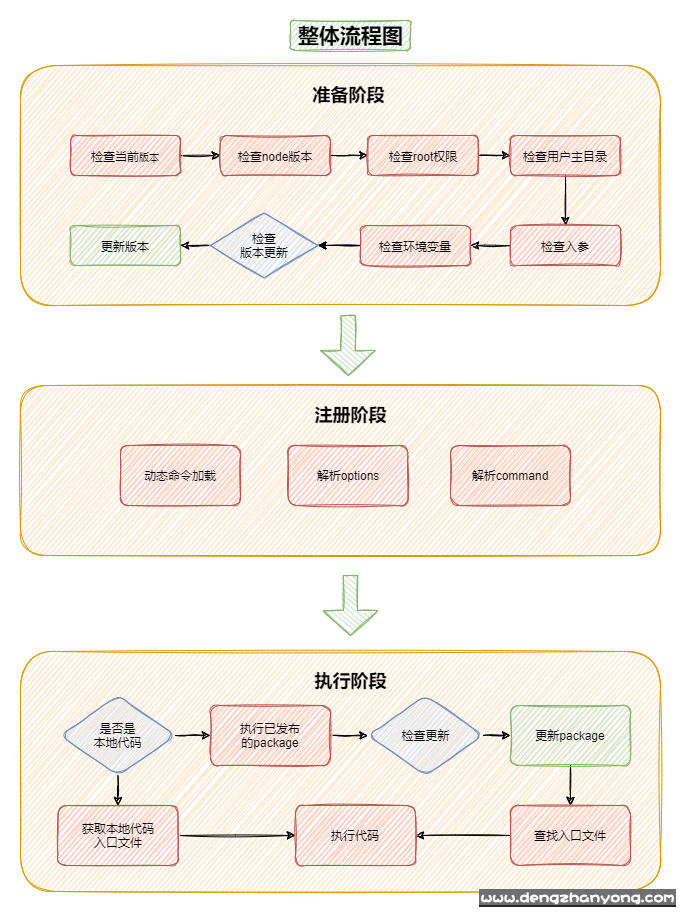 整体流程图
准备阶段
检查当前版本
检查node版本
检查root权限
检查用户主目录
更新版本
检查
版本更新
检查环境变量
检查入参
注册阶段
动态命令加载
解析options
解析command
执行阶段
是否是
本地代码
执行已发布
的package
检查更新
更新package
获取本地代码
入口文件
执行代码
查找入口文件
www.dengzhanyong.com